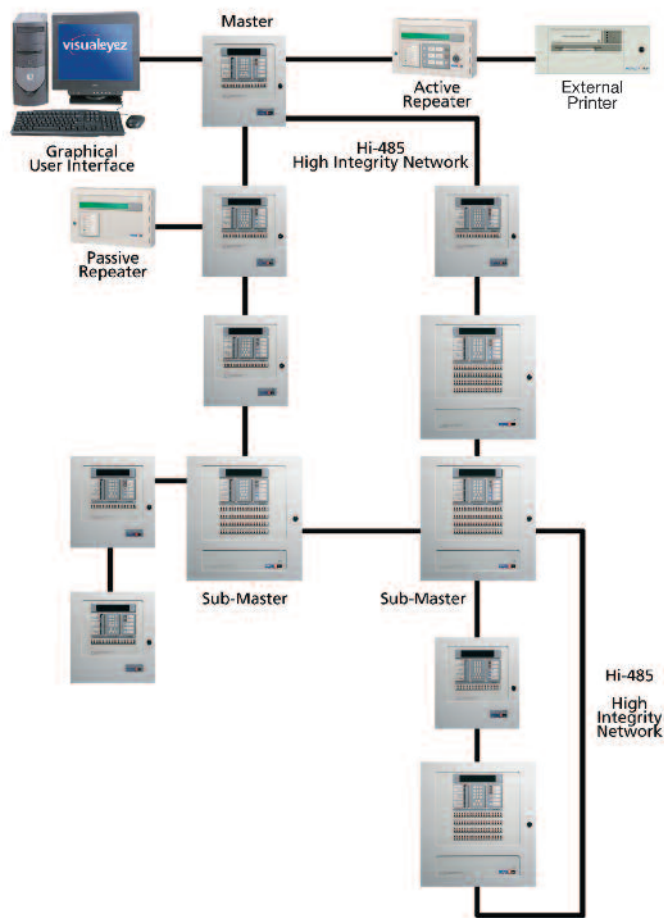 Master
visualeyez
Graphical
User Interface
Active
Repeater
External
Printer
Hi-485
High Integrity Network
Passive
Repeater
Sub-Master
Sub-Master
Hi-485
High
Integrity
Network